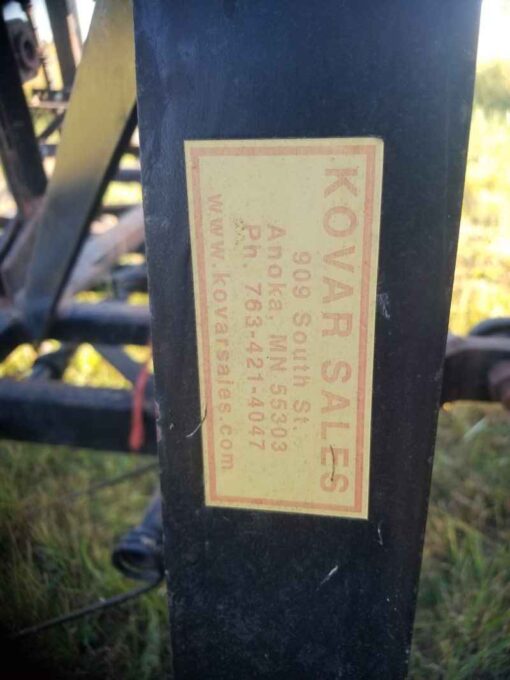 KOVAR SALES
909 South St.
Anoka, MN 55303
Ph. 763-421-4047
www.kovarsales.com